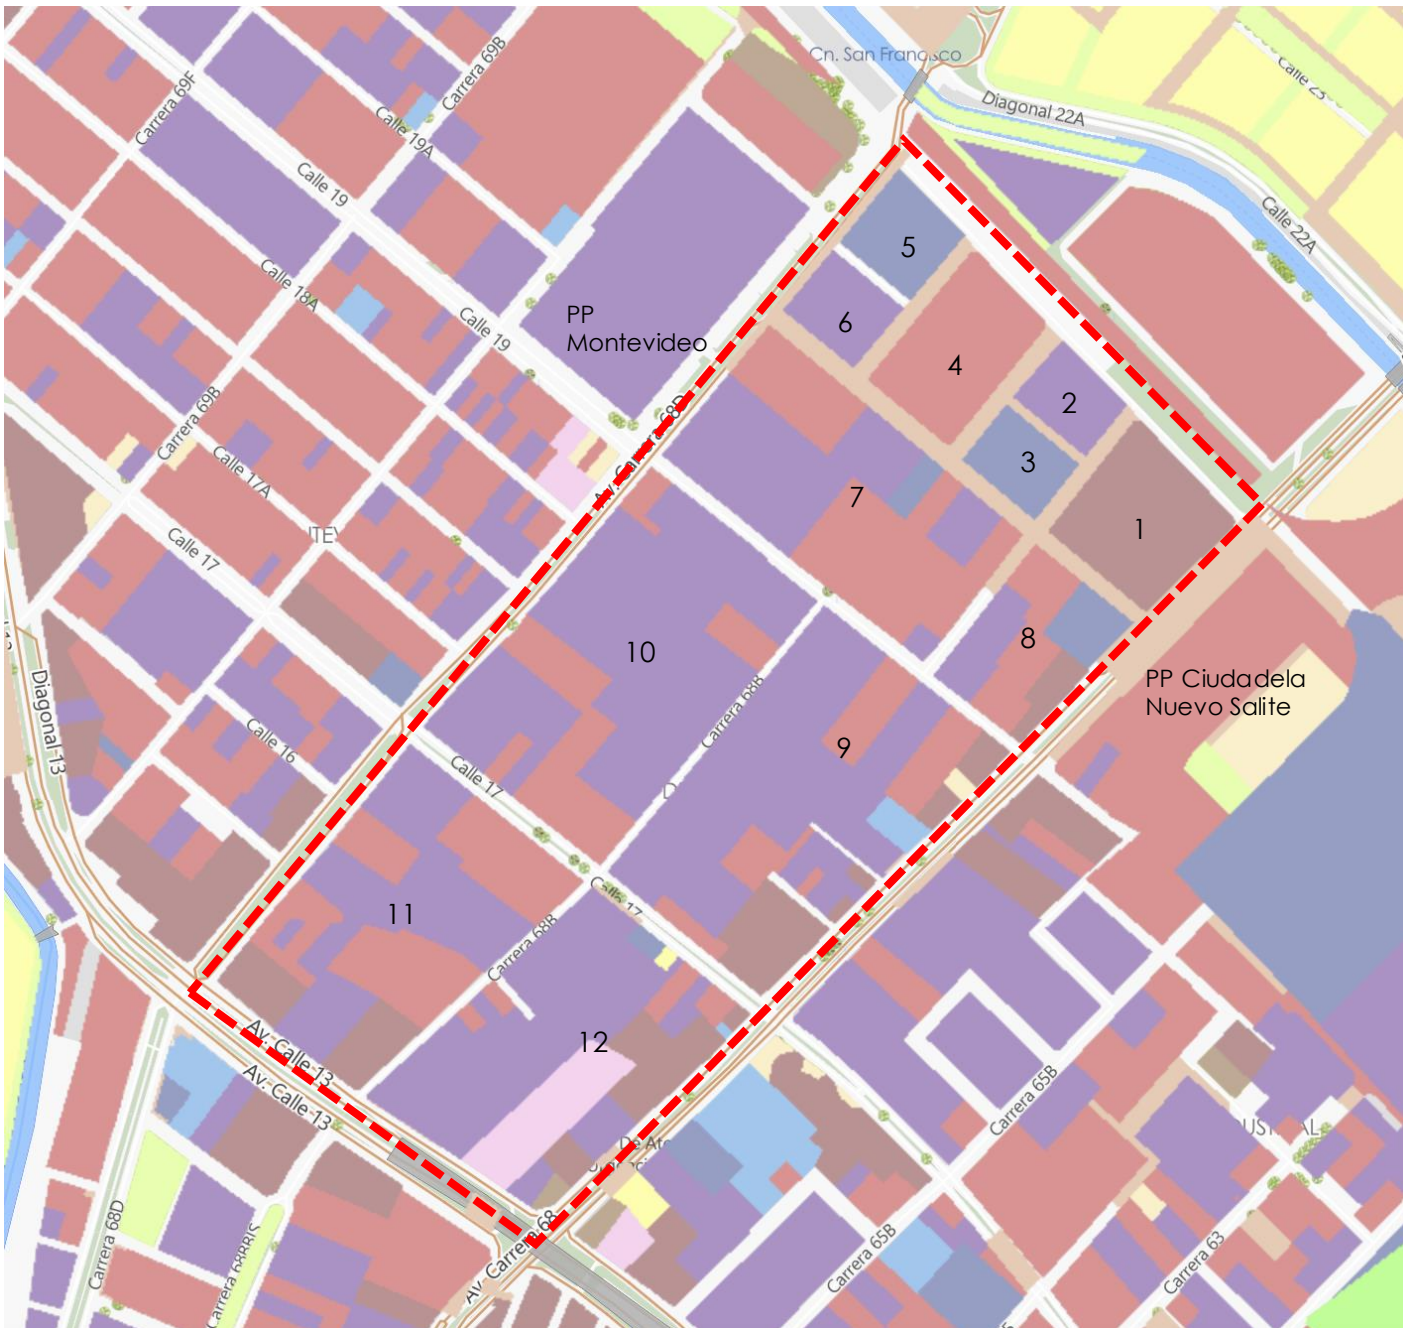 Carrera 69F
Carrera 69B
Cn. San Francisco
Diagonal 22A
Calle 19A
Calle 19
Calle 22A
5
Calle 18A
PP
Montevideo
6
Calle 19
4
Av. Carrera 68D
2
Carrera 69B
Calle 17A
3
7
1
Calle 17
8
10
PP Ciudadela
Nuevo Salite
Diagonal 13
Carrera 68B
Calle 16
9
Calle 17
Calle 17
11
Carrera 68B
12
Av. Calle 13
Av. Calle 13
Carrera 65B
Carrera 68D
Carrera 68BBIS
Av. Carrera 68
Carrera 65B
Carrera 63